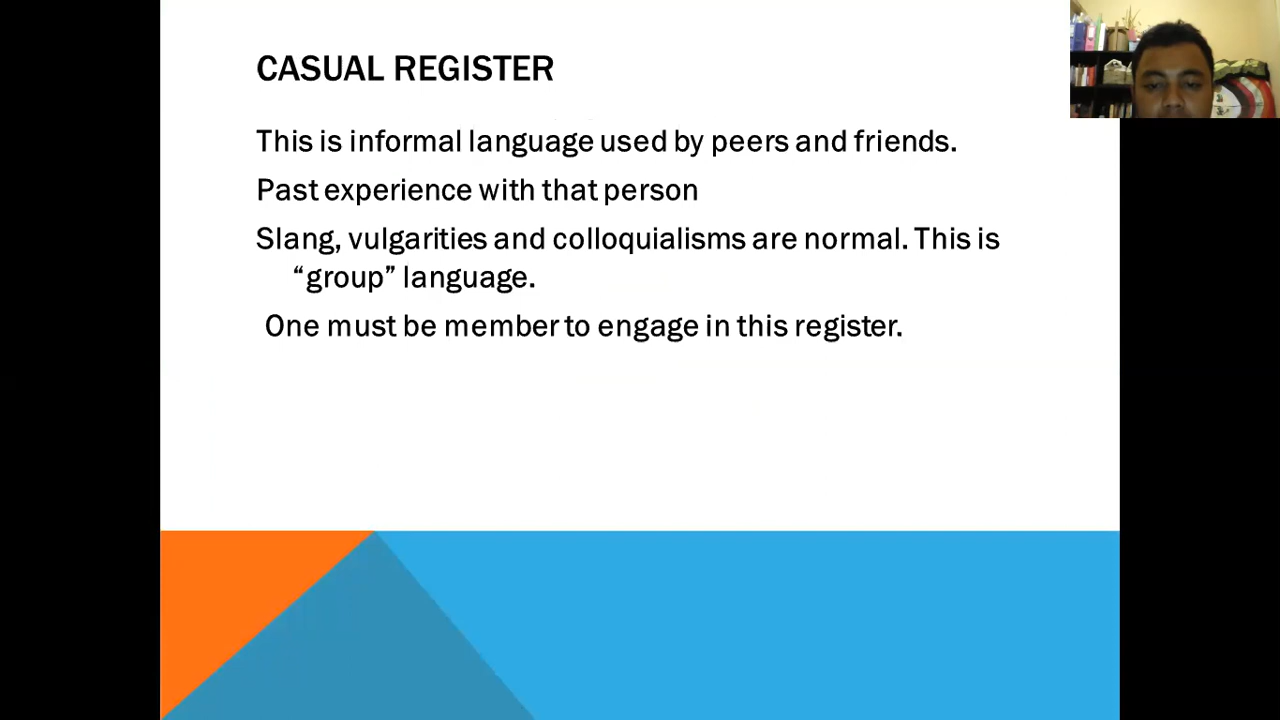 CASUAL REGISTER
This is informal language used by peers and friends.
Past experience with that person
Slang, vulgarities and colloquialisms are normal. This is
“group” language.
One must be member to engage in this register.